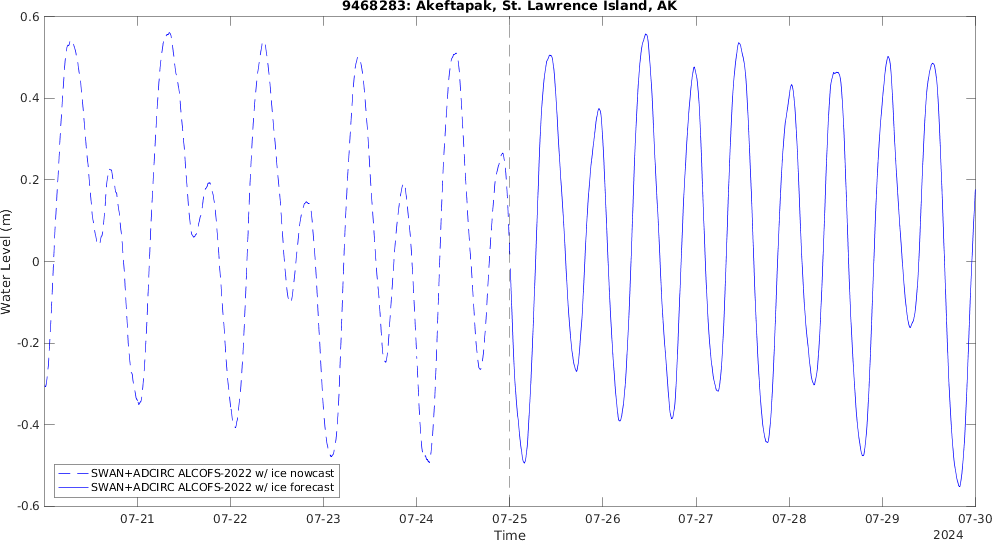 9468283: Akeftapak, St. Lawrence Island, AK
0.6
0.4
0.2
0
-0.2
-0.4
-0.6
Water Level (m)
SWAN+ADCIRC ALCOFS-2022 w/ ice nowcast
SWAN+ADCIRC ALCOFS-2022 w/ ice forecast
07-21 07-22 07-23 07-24 07-25 07-26 07-27 07-28 07-29 07-30
Time
2024